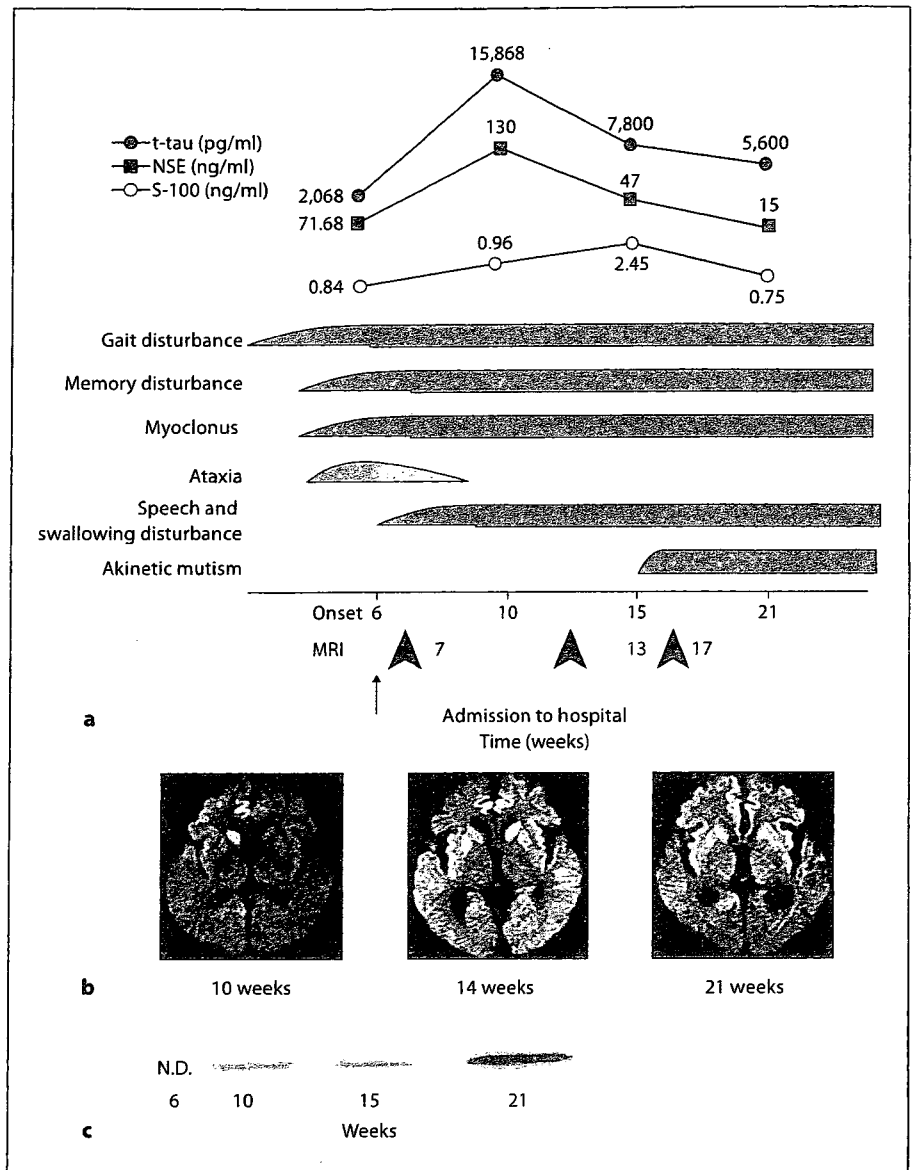 15,868
t-tau (pg/ml)
NSE (ng/ml)
S-100 (ng/ml)
130
7,800
5,600
2,068
71.68
47
15
0.96
0.84
2.45
0.75
Gait disturbance
Memory disturbance
Myoclonus
Ataxia
Speech and
swallowing disturbance
Akinetic mutism
Onset 6 10 15 21
MRI 7 13 17
a
Admission to hospital
Time (weeks)
b 10 weeks 14 weeks 21 weeks
N.D.
6 10 15 21
c Weeks